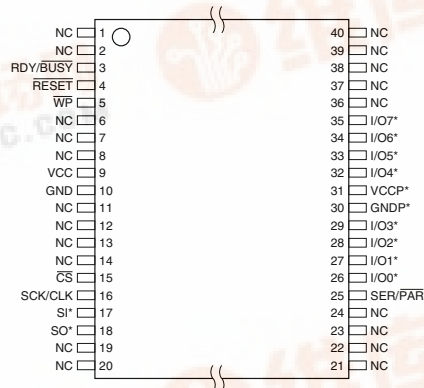 NC 1 40 NC
NC 2 39 NC
RDY/BUSY 3 38 NC
RESET 4 37 NC
WP 5 36 NC
NC 6 35 I/O7*
NC 7 34 I/O6*
NC 8 33 I/O5*
VCC 9 32 I/O4*
GND 10 31 VCCP*
NC 11 30 GNDP*
NC 12 29 I/O3*
NC 13 28 I/O2*
NC 14 27 I/O1*
CS 15 26 I/O0*
SCK/CLK 16 25 SER/PAR
SI* 17 24 NC
SO* 18 23 NC
NC 19 22 NC
NC 20 21 NC